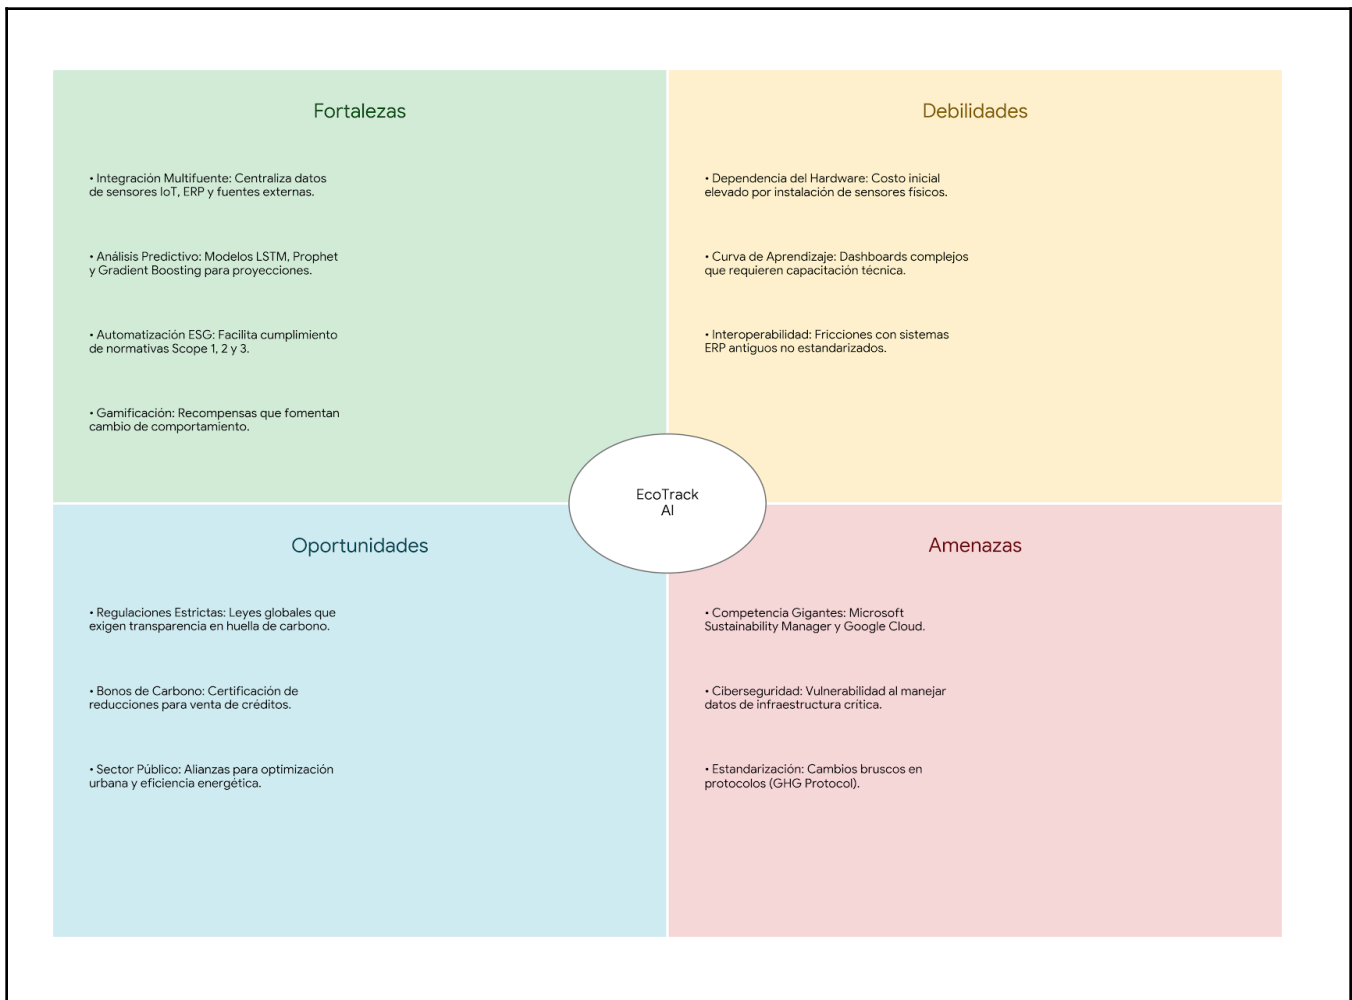 Fortalezas
• Integración Multifuente: Centraliza datos
de sensores IoT, ERP y fuentes externas.
• Análisis Predictivo: Modelos LSTM, Prophet
y Gradient Boosting para proyecciones.
• Automatización ESG: Facilita cumplimiento
de normativas Scope 1, 2 y 3.
• Gamificación: Recompensas que fomentan
cambio de comportamiento.
Debilidades
• Dependencia del Hardware: Costo inicial
elevado por instalación de sensores físicos.
• Curva de Aprendizaje: Dashboards complejos
que requieren capacitación técnica.
• Interoperabilidad: Fricciones con sistemas
ERP antiguos no estandarizados.
EcoTrack
AI
Oportunidades
• Regulaciones Estrictas: Leyes globales que
exigen transparencia en huella de carbono.
• Bonos de Carbono: Certificación de
reducciones para venta de créditos.
• Sector Público: Alianzas para optimización
urbana y eficiencia energética.
Amenazas
• Competencia Gigantes: Microsoft
Sustainability Manager y Google Cloud.
• Ciberseguridad: Vulnerabilidad al manejar
datos de infraestructura crítica.
• Estandarización: Cambios bruscos en
protocolos (GHG Protocol).